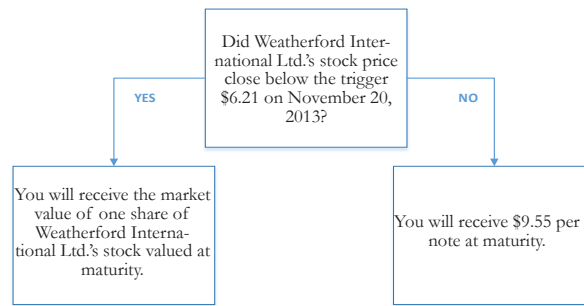 Did Weatherford Inter-
national Ltd.'s stock price
close below the trigger
$6.21 on November 20,
2013?
YES
NO
You will receive the market
value of one share of
Weatherford Interna-
tional Ltd.'s stock valued at
maturity.
You will receive $9.55 per
note at maturity.